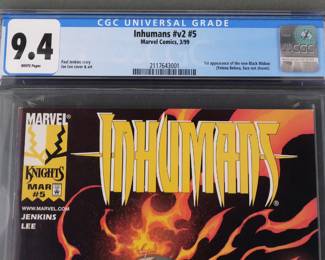 CGC UNIVERSAL GRADE
9.4
WHITE Pages
Inhumans #v2 #5
Marvel Comics, 3/99
Paul Jenkins story
Jae Lee cover & art
2117643001
1st appearance of the new Black Widow
(Yelena Belova, face not shown)
CGC
MARVEL
KNIGHTS
MAR
#5
WWW.MARVEL.COM
JENKINS
LEE
INHUMANS